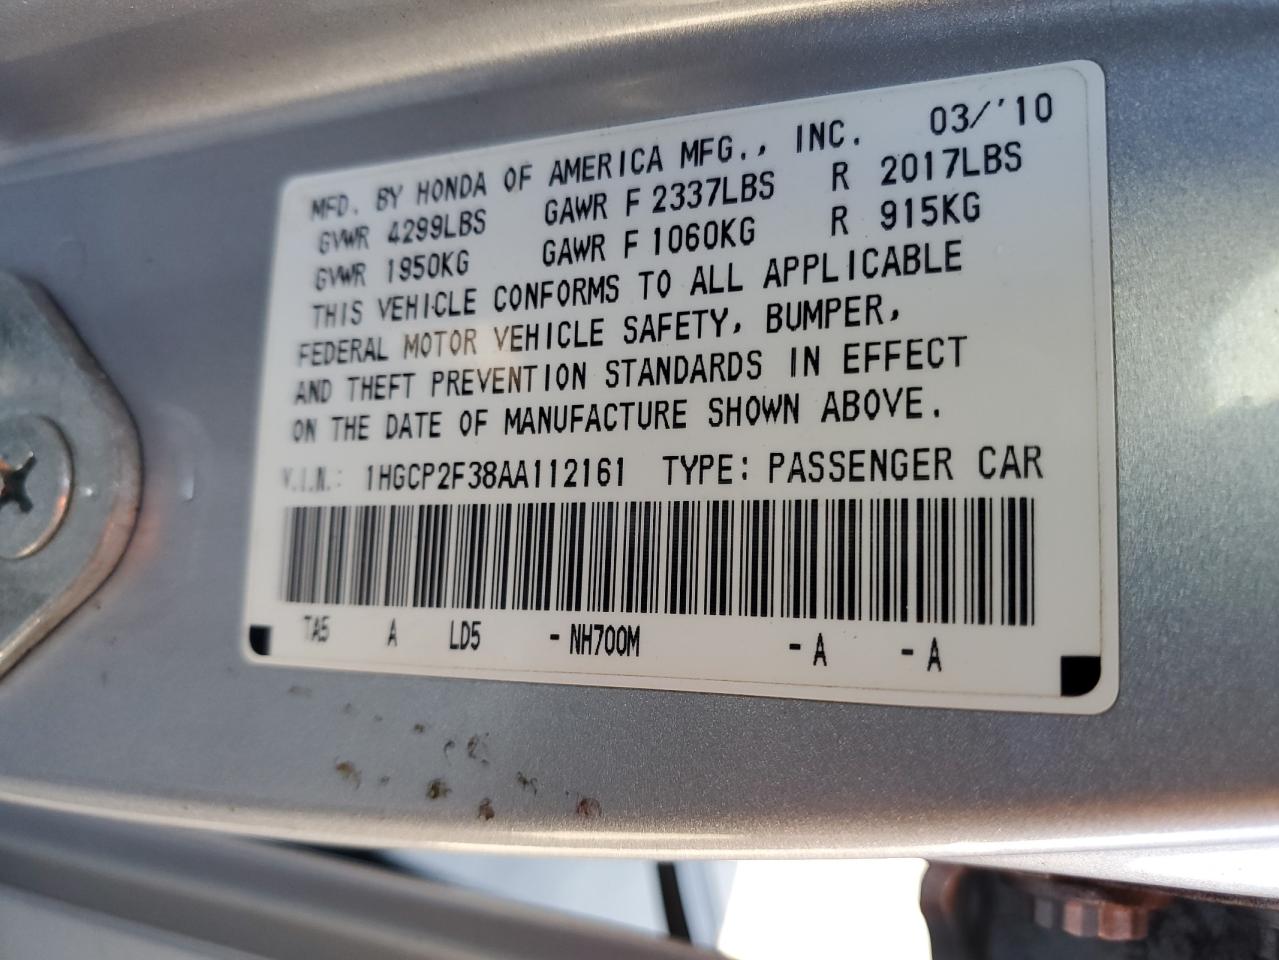 MFD. BY HONDA OF AMERICA MFG., INC. 03/'10
GVWR 4299LBS GAWR F 2337LBS R 2017LBS
GVWR 1950KG GAWR F 1060KG R 915KG
THIS VEHICLE CONFORMS TO ALL APPLICABLE
FEDERAL MOTOR VEHICLE SAFETY, BUMPER,
AND THEFT PREVENTION STANDARDS IN EFFECT
ON THE DATE OF MANUFACTURE SHOWN ABOVE.
V.I.N.: 1HGCP2F38AA112161 TYPE: PASSENGER CAR
TA5 A LD5 - NH700M - A - A